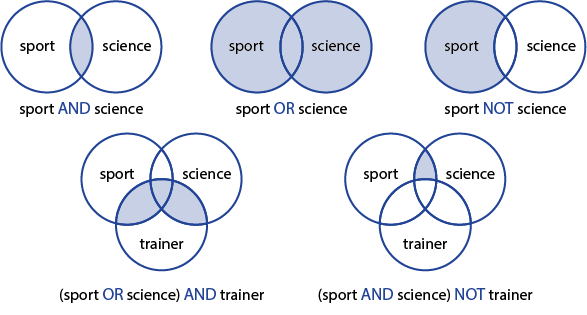 sport science
sport AND science
sport science
sport OR science
sport science
sport NOT science
sport science
trainer
(sport OR science) AND trainer
sport science
trainer
(sport AND science) NOT trainer